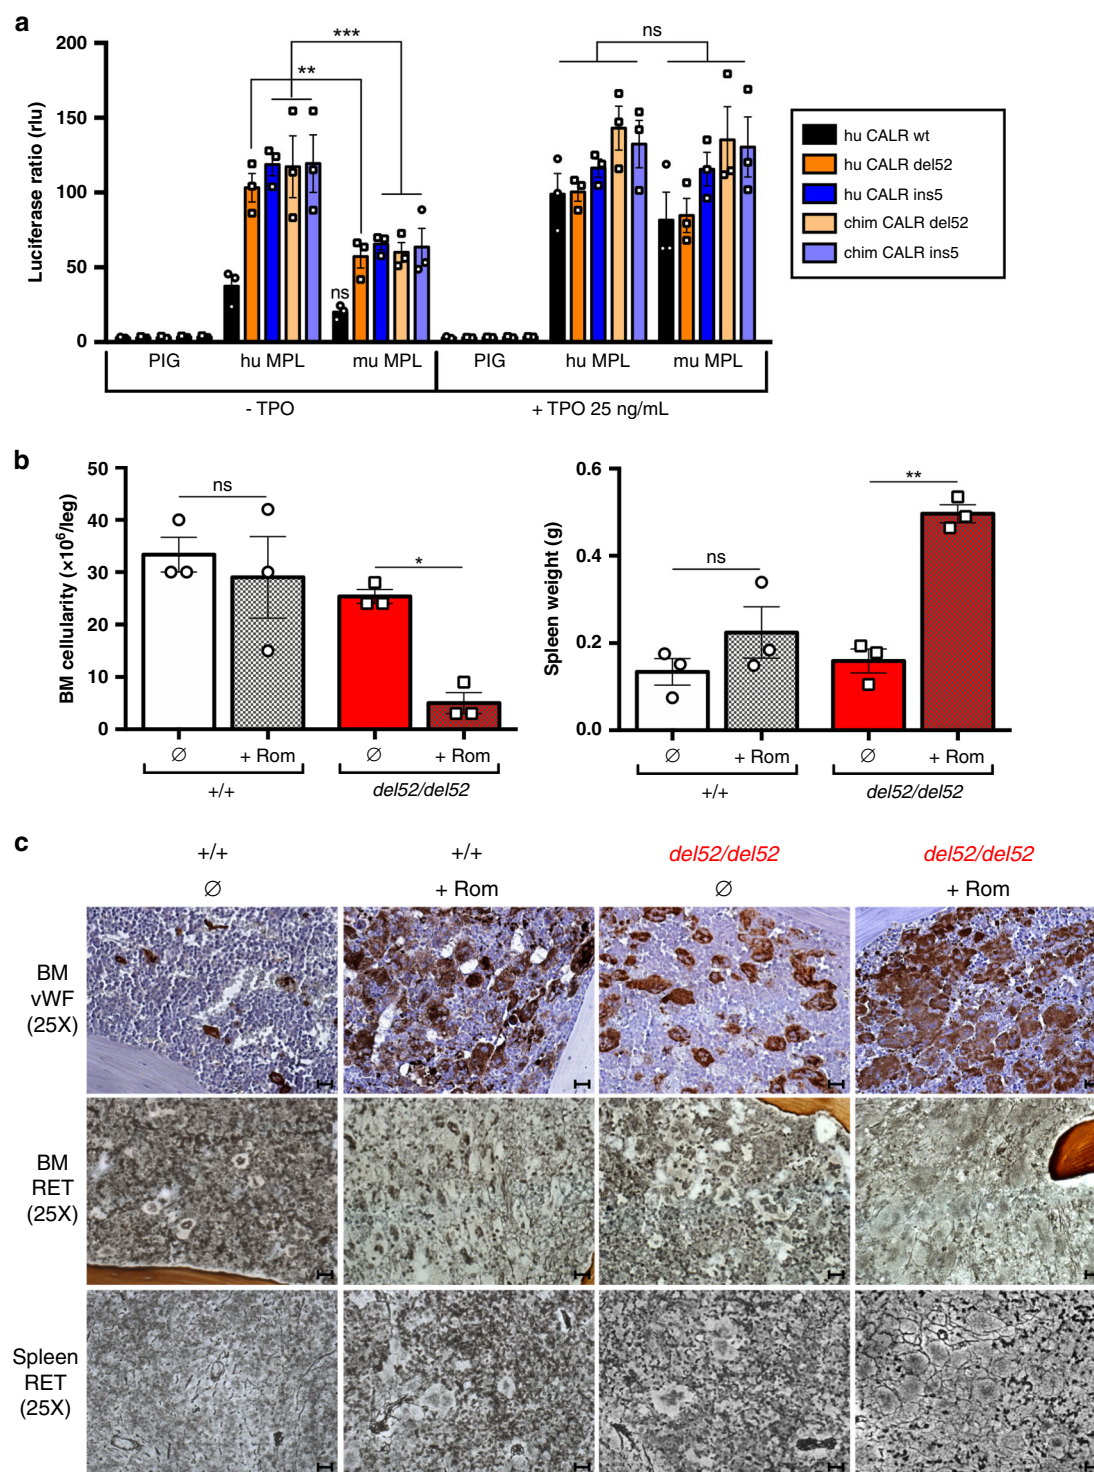 a
200
150
100
50
0
Luciferase ratio (rlu)
**
***
ns
ns
PIG
hu MPL
mu MPL
PIG
hu MPL
mu MPL
- TPO
+ TPO 25 ng/mL
hu CALR wt
hu CALR del52
hu CALR ins5
chim CALR del52
chim CALR ins5
b
50
40
30
20
10
0
BM cellularity (×10⁶/leg)
ns
*
∅
+ Rom
∅
+ Rom
+/+
del52/del52
0.6
0.4
0.2
0.0
Spleen weight (g)
ns
**
∅
+ Rom
∅
+ Rom
+/+
del52/del52
c
+/+
+/+
del52/del52
del52/del52
∅
+ Rom
∅
+ Rom
BM
vWF
(25X)
BM
RET
(25X)
Spleen
RET
(25X)